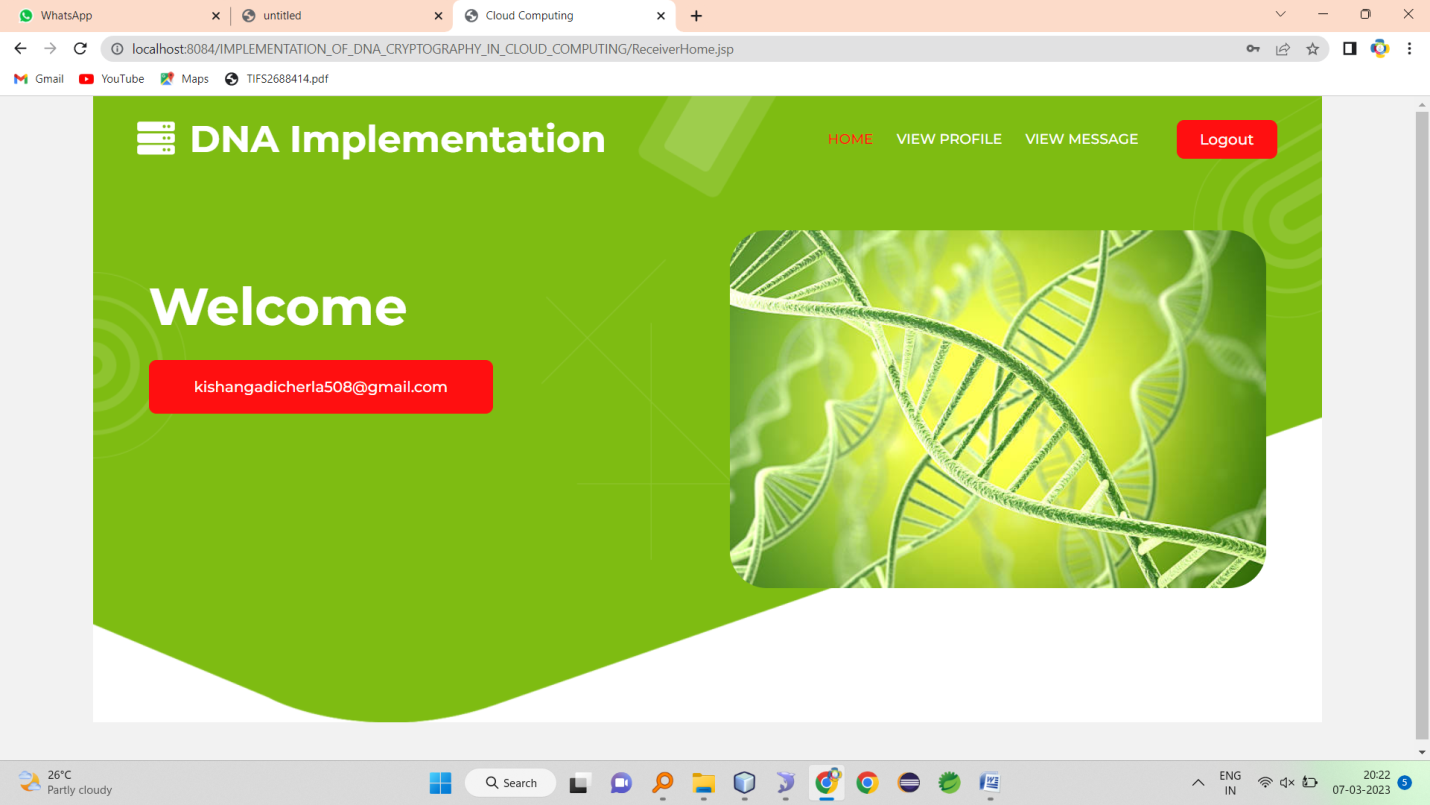 WhatsApp
untitled
Cloud Computing
localhost:8084/IMPLEMENTATION_OF_DNA_CRYPTOGRAPHY_IN_CLOUD_COMPUTING/ReceiverHome.jsp
Gmail
YouTube
Maps
TIFS2688414.pdf
DNA Implementation
HOME
VIEW PROFILE
VIEW MESSAGE
Logout
Welcome
kishangadicherla508@gmail.com
26°C
Partly cloudy
Search
ENG
IN
20:22
07-03-2023
5